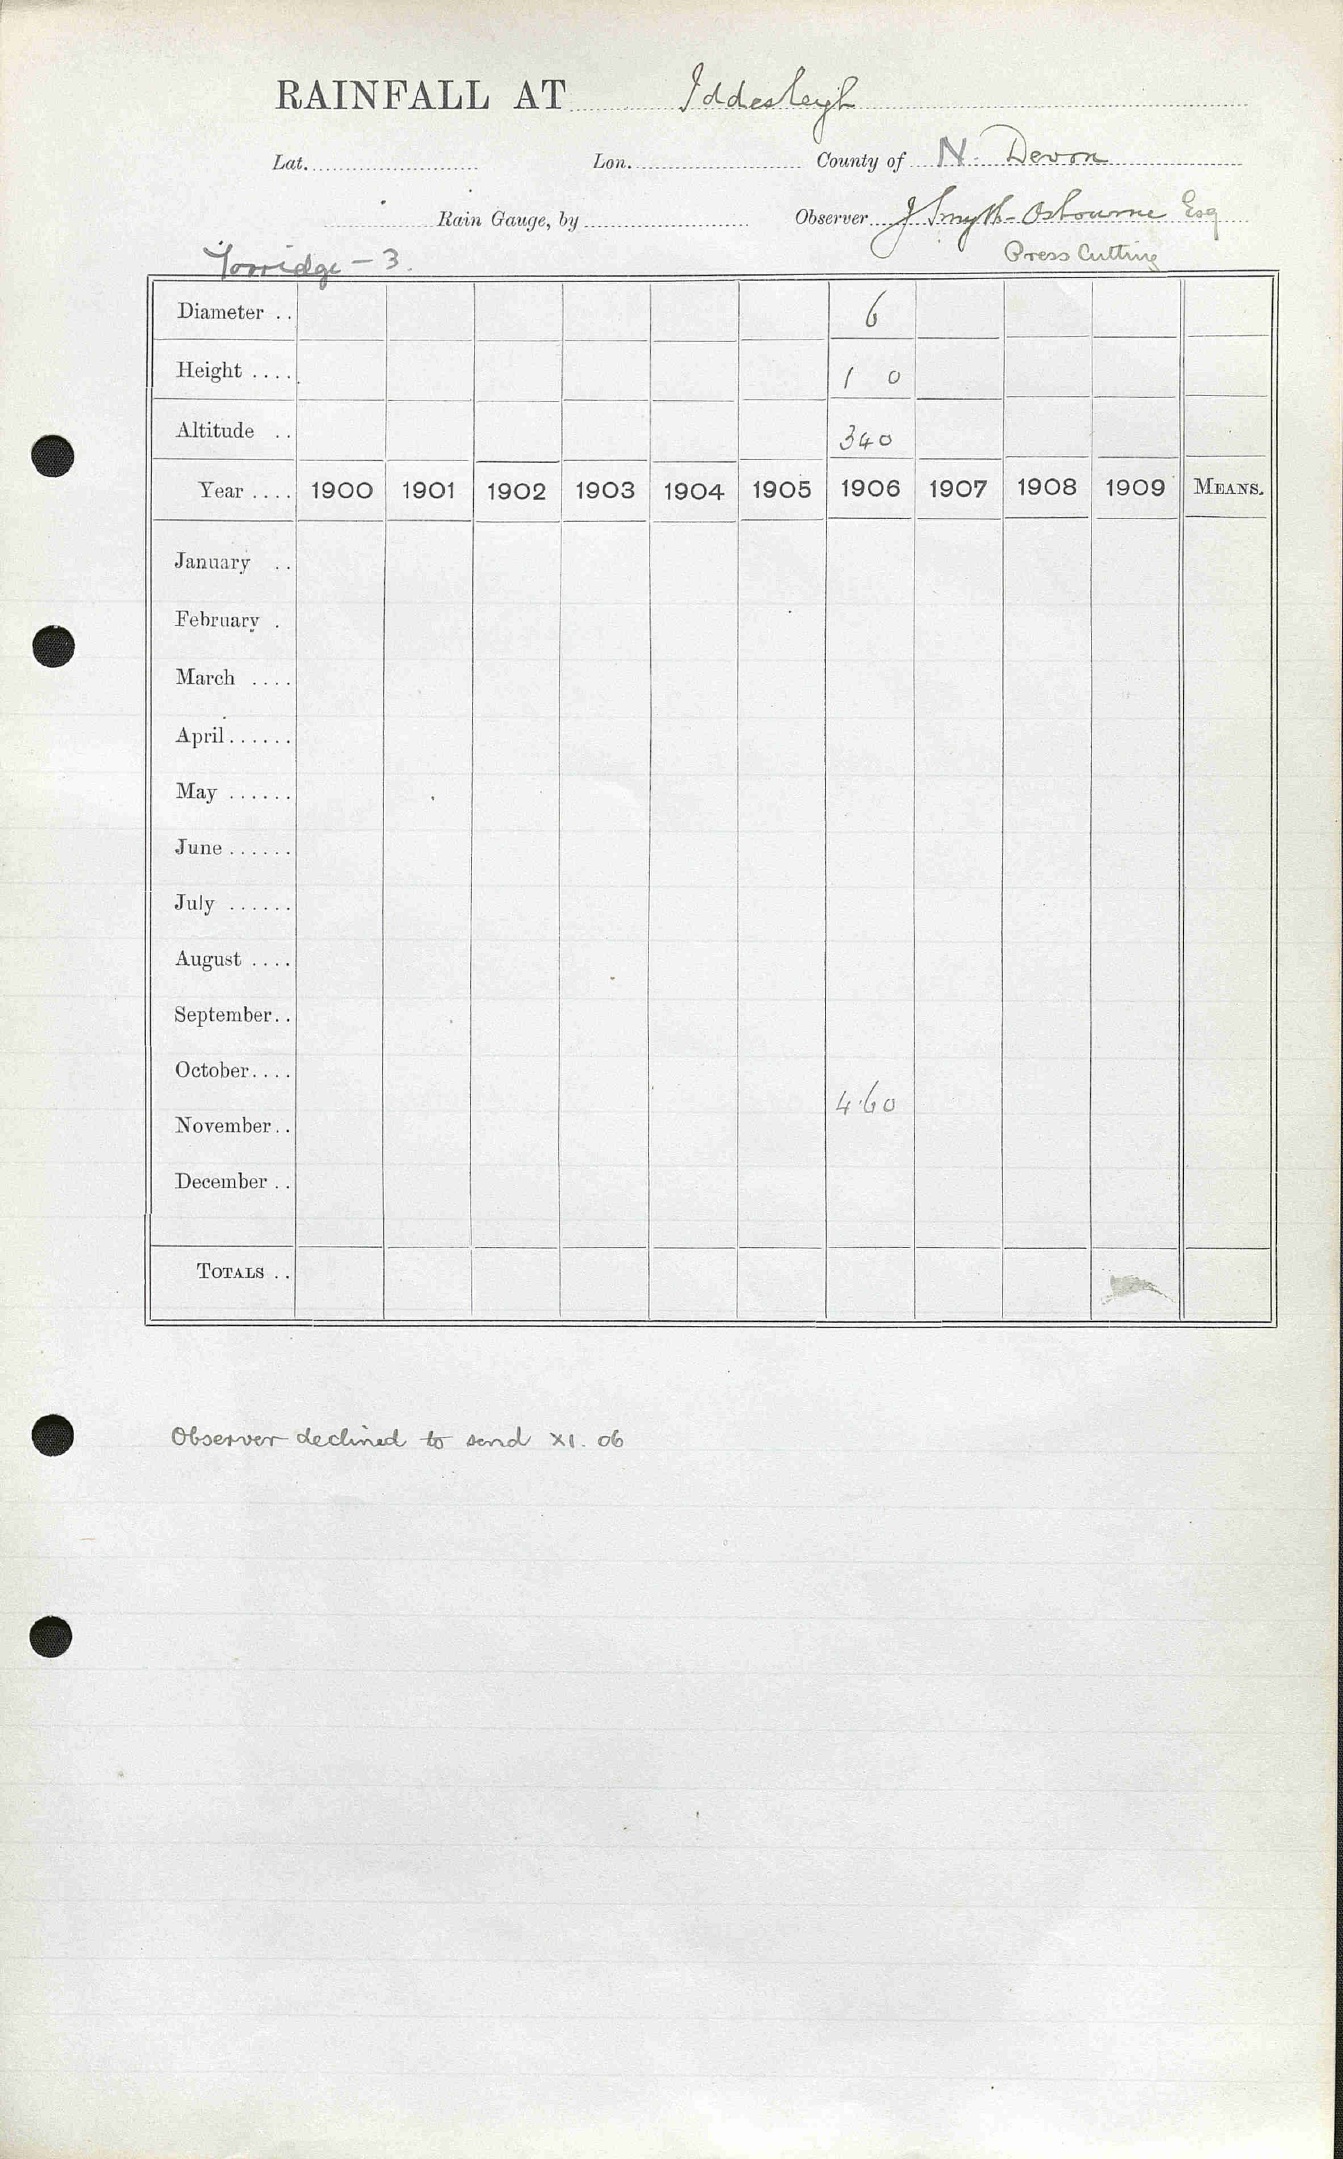 RAINFALL AT Iddesleigh
Lat. Lon. County of N. Devon
Rain Gauge, by Observer J Smyth-Osbourne Esq
Torridge - 3. Press Cutting
Diameter .. 6
Height .... 1 0
Altitude .. 340
Year .... 1900 1901 1902 1903 1904 1905 1906 1907 1908 1909 MEANS.
January ..
February .
March ....
April......
May ......
June ......
July ......
August ....
September..
October....
4.60
November..
December ..
TOTALS ..
Observer declined to send XI. 06